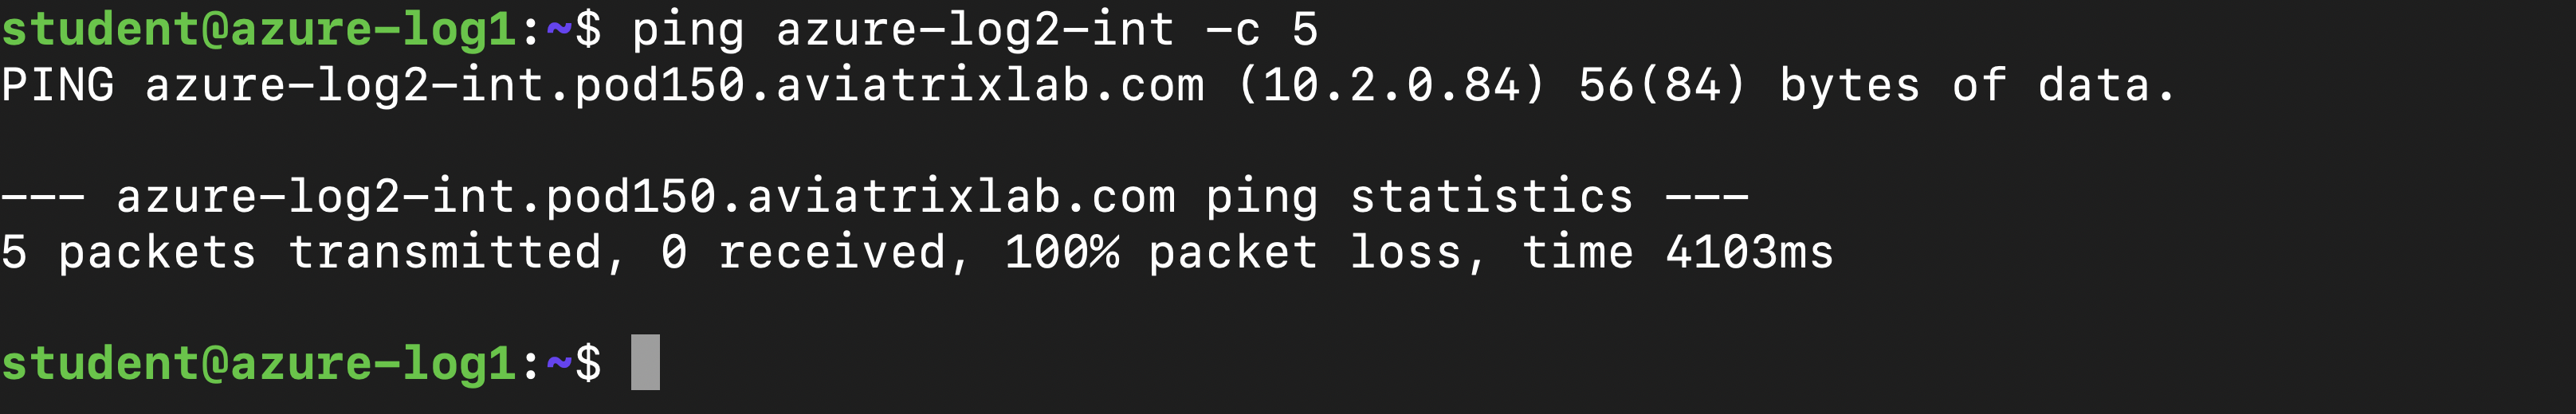 student@azure-log1:~$ ping azure-log2-int -c 5
PING azure-log2-int.pod150.aviatrixlab.com (10.2.0.84) 56(84) bytes of data.
--- azure-log2-int.pod150.aviatrixlab.com ping statistics ---
5 packets transmitted, 0 received, 100% packet loss, time 4103ms
student@azure-log1:~$